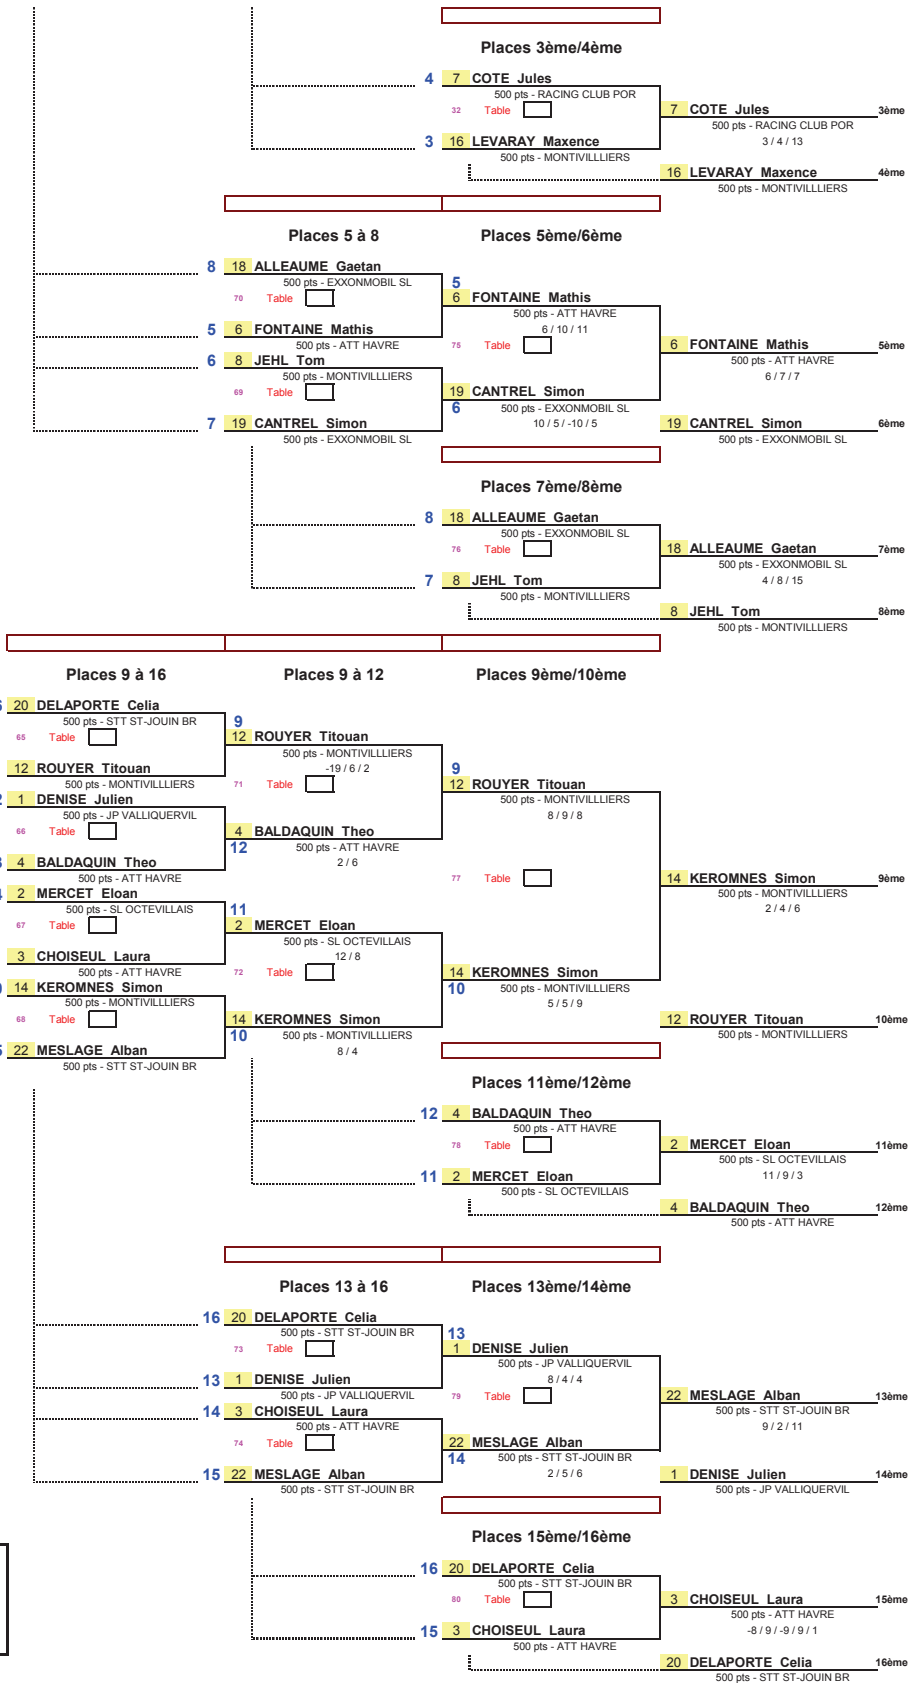 Places 3ème/4ème
4 7 COTE Jules
500 pts - RACING CLUB POR
32 Table
7 COTE Jules 3ème
500 pts - RACING CLUB POR
3 / 4 / 13
3 16 LEVARAY Maxence
500 pts - MONTIVILLLIERS
16 LEVARAY Maxence 4ème
500 pts - MONTIVILLLIERS
Places 5 à 8 Places 5ème/6ème
8 18 ALLEAUME Gaetan
500 pts - EXXONMOBIL SL
70 Table
5
6 FONTAINE Mathis
500 pts - ATT HAVRE
6 / 10 / 11
5 6 FONTAINE Mathis
500 pts - ATT HAVRE
75 Table
6 FONTAINE Mathis 5ème
500 pts - ATT HAVRE
6 / 7 / 7
6 8 JEHL Tom
500 pts - MONTIVILLLIERS
69 Table
19 CANTREL Simon
6 500 pts - EXXONMOBIL SL
10 / 5 / -10 / 5
7 19 CANTREL Simon
500 pts - EXXONMOBIL SL
19 CANTREL Simon 6ème
500 pts - EXXONMOBIL SL
Places 7ème/8ème
8 18 ALLEAUME Gaetan
500 pts - EXXONMOBIL SL
76 Table
18 ALLEAUME Gaetan 7ème
500 pts - EXXONMOBIL SL
4 / 8 / 15
7 8 JEHL Tom
500 pts - MONTIVILLLIERS
8 JEHL Tom 8ème
500 pts - MONTIVILLLIERS
Places 9 à 16 Places 9 à 12 Places 9ème/10ème
20 DELAPORTE Celia
500 pts - STT ST-JOUIN BR
65 Table
9
12 ROUYER Titouan
500 pts - MONTIVILLLIERS
-19 / 6 / 2
12 ROUYER Titouan
500 pts - MONTIVILLLIERS
71 Table
9
12 ROUYER Titouan
500 pts - MONTIVILLLIERS
8 / 9 / 8
1 DENISE Julien
500 pts - JP VALLIQUERVIL
66 Table
4 BALDAQUIN Theo
12 500 pts - ATT HAVRE
2 / 6
4 BALDAQUIN Theo
500 pts - ATT HAVRE
77 Table
14 KEROMNES Simon 9ème
500 pts - MONTIVILLLIERS
2 / 4 / 6
2 MERCET Eloan
500 pts - SL OCTEVILLAIS
67 Table
11
2 MERCET Eloan
500 pts - SL OCTEVILLAIS
12 / 8
3 CHOISEUL Laura
500 pts - ATT HAVRE
72 Table
14 KEROMNES Simon
10 500 pts - MONTIVILLLIERS
5 / 5 / 9
14 KEROMNES Simon
500 pts - MONTIVILLLIERS
68 Table
14 KEROMNES Simon
10 500 pts - MONTIVILLLIERS
8 / 4
12 ROUYER Titouan 10ème
500 pts - MONTIVILLLIERS
22 MESLAGE Alban
500 pts - STT ST-JOUIN BR
Places 11ème/12ème
12 4 BALDAQUIN Theo
500 pts - ATT HAVRE
78 Table
2 MERCET Eloan 11ème
500 pts - SL OCTEVILLAIS
11 / 9 / 3
11 2 MERCET Eloan
500 pts - SL OCTEVILLAIS
4 BALDAQUIN Theo 12ème
500 pts - ATT HAVRE
Places 13 à 16 Places 13ème/14ème
16 20 DELAPORTE Celia
500 pts - STT ST-JOUIN BR
73 Table
13
1 DENISE Julien
500 pts - JP VALLIQUERVIL
8 / 4 / 4
13 1 DENISE Julien
500 pts - JP VALLIQUERVIL
79 Table
22 MESLAGE Alban 13ème
500 pts - STT ST-JOUIN BR
9 / 2 / 11
14 3 CHOISEUL Laura
500 pts - ATT HAVRE
74 Table
22 MESLAGE Alban
14 500 pts - STT ST-JOUIN BR
2 / 5 / 6
15 22 MESLAGE Alban
500 pts - STT ST-JOUIN BR
1 DENISE Julien 14ème
500 pts - JP VALLIQUERVIL
Places 15ème/16ème
16 20 DELAPORTE Celia
500 pts - STT ST-JOUIN BR
80 Table
3 CHOISEUL Laura 15ème
500 pts - ATT HAVRE
-8 / 9 / -9 / 9 / 1
15 3 CHOISEUL Laura
500 pts - ATT HAVRE
20 DELAPORTE Celia 16ème
500 pts - STT ST-JOUIN BR